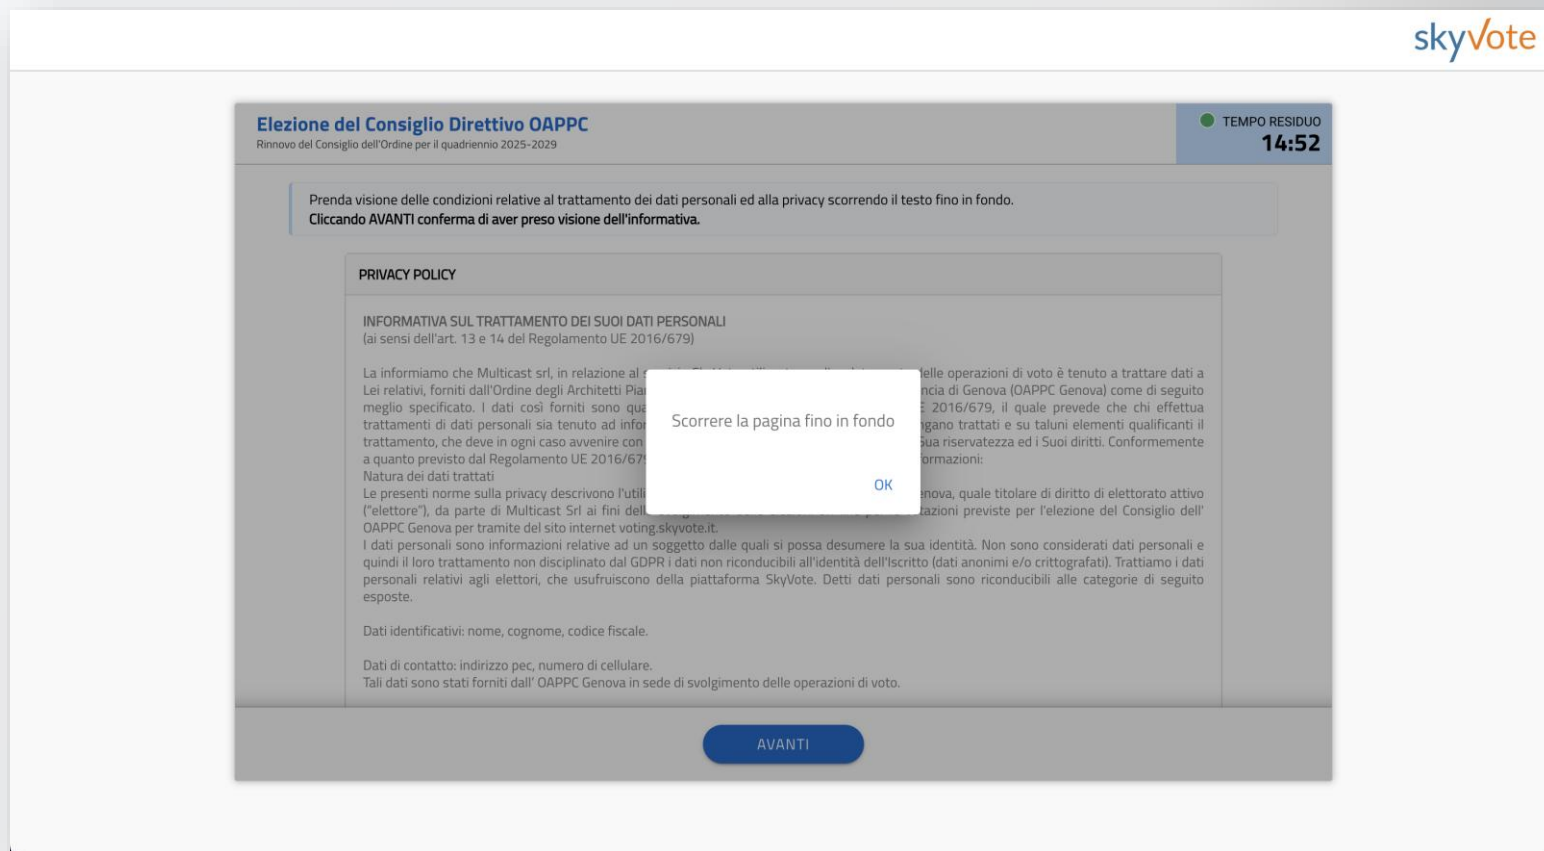 skyvote
Elezione del Consiglio Direttivo OAPPC
Rinnovo del Consiglio dell'Ordine per il quadriennio 2025-2029
TEMPO RESIDUO
14:52
Prenda visione delle condizioni relative al trattamento dei dati personali ed alla privacy scorrendo il testo fino in fondo.
Cliccando AVANTI conferma di aver preso visione dell'informativa.
PRIVACY POLICY
INFORMATIVA SUL TRATTAMENTO DEI SUOI DATI PERSONALI
(ai sensi dell'art. 13 e 14 del Regolamento UE 2016/679)
La informiamo che Multicast srl, in relazione al delle operazioni di voto è tenuto a trattare dati a
Lei relativi, forniti dall'Ordine degli Architetti di Genova (OAPPC Genova) come di seguito
meglio specificato. I dati così forniti sono 2016/679, il quale prevede che chi effettua
trattamenti di dati personali sia tenuto ad trattati e su taluni elementi qualificanti il
trattamento, che deve in ogni caso avvenire con Sua riservatezza ed i Suoi diritti. Conformemente
a quanto previsto dal Regolamento UE
Natura dei dati trattati
Le presenti norme sulla privacy descrivono quale titolare di diritto di elettorato attivo
("elettore"), da parte di Multicast Srl ai fini previste per l'elezione del Consiglio dell'
OAPPC Genova per tramite del sito internet voting.skyvote.it.
I dati personali sono informazioni relative ad un soggetto dalle quali si possa desumere la sua identità. Non sono considerati dati personali e
quindi il loro trattamento non disciplinato dal GDPR i dati non riconducibili all'identità dell'Iscritto (dati anonimi e/o crittografati). Trattiamo i dati
personali relativi agli elettori, che usufruiscono della piattaforma SkyVote. Detti dati personali sono riconducibili alle categorie di seguito
esposte.
Dati identificativi: nome, cognome, codice fiscale.
Dati di contatto: indirizzo pec, numero di cellulare.
Tali dati sono stati forniti dall' OAPPC Genova in sede di svolgimento delle operazioni di voto.
Scorrere la pagina fino in fondo
OK
AVANTI